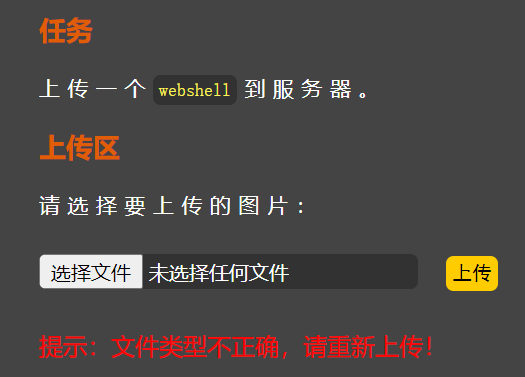 任务
上传一个 webshell 到服务器。
上传区
请选择要上传的图片：
选择文件 未选择任何文件 上传
提示：文件类型不正确，请重新上传！